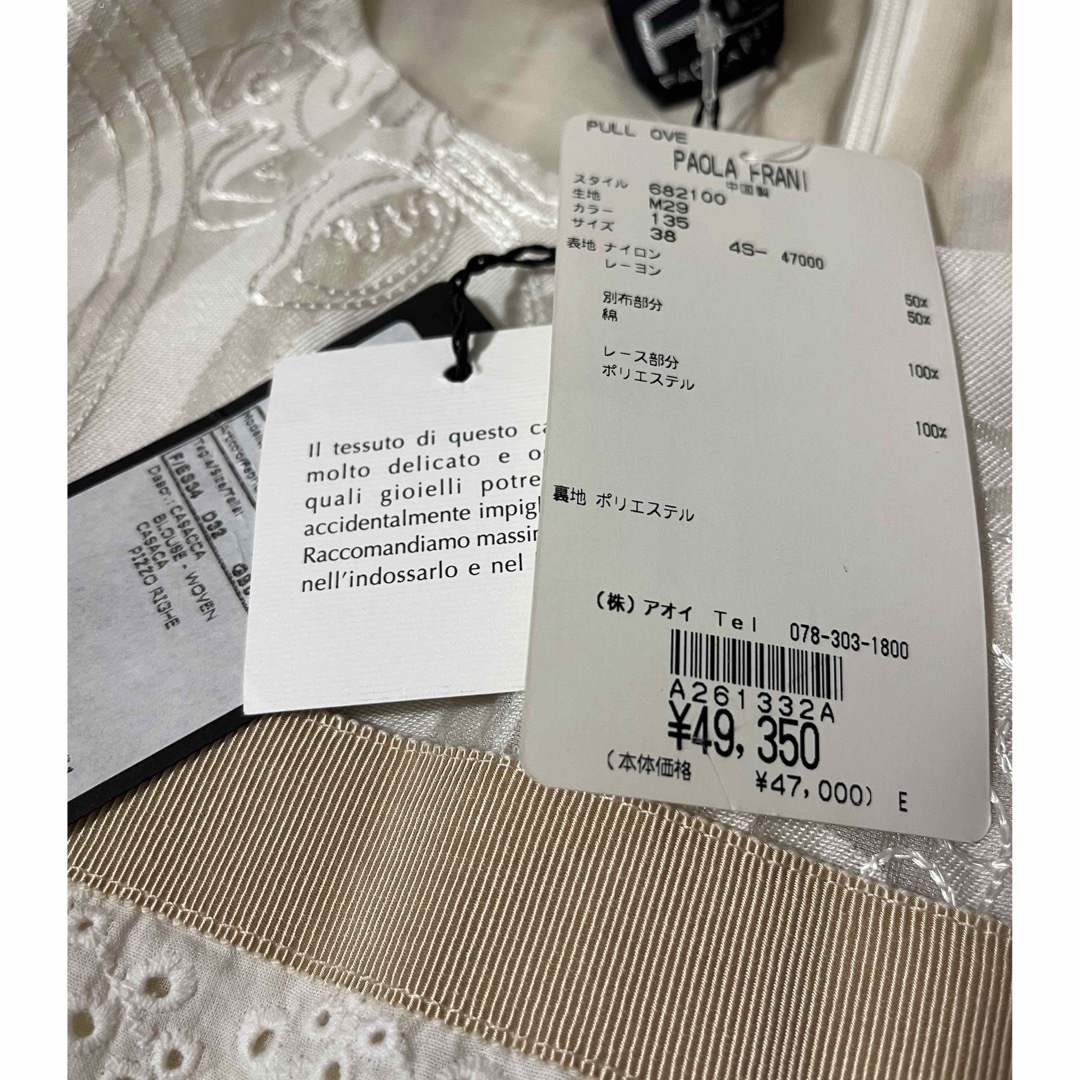 PULL OVE
PAOLA FRANI
中国製
スタイル 682100
生地 M29
カラー 135
サイズ 38
4S- 47000
表地 ナイロン 50%
レーヨン 50%
別布部分
綿 100%
レース部分
ポリエステル 100%
裏地 ポリエステル
(株)アオイ Tel 078-303-1800
A261332A
¥49,350
(本体価格 ¥47,000) E
Il tessuto di questo
molto delicato e
quali gioielli
accidentalmente
Raccomandiamo
nell'indossarlo e nel
Taglia/Size/Taille:
F/ES34 D32
Descr.: CASACCA
BLOUSE - WOVEN
CASACA
PIZZO RIGHE